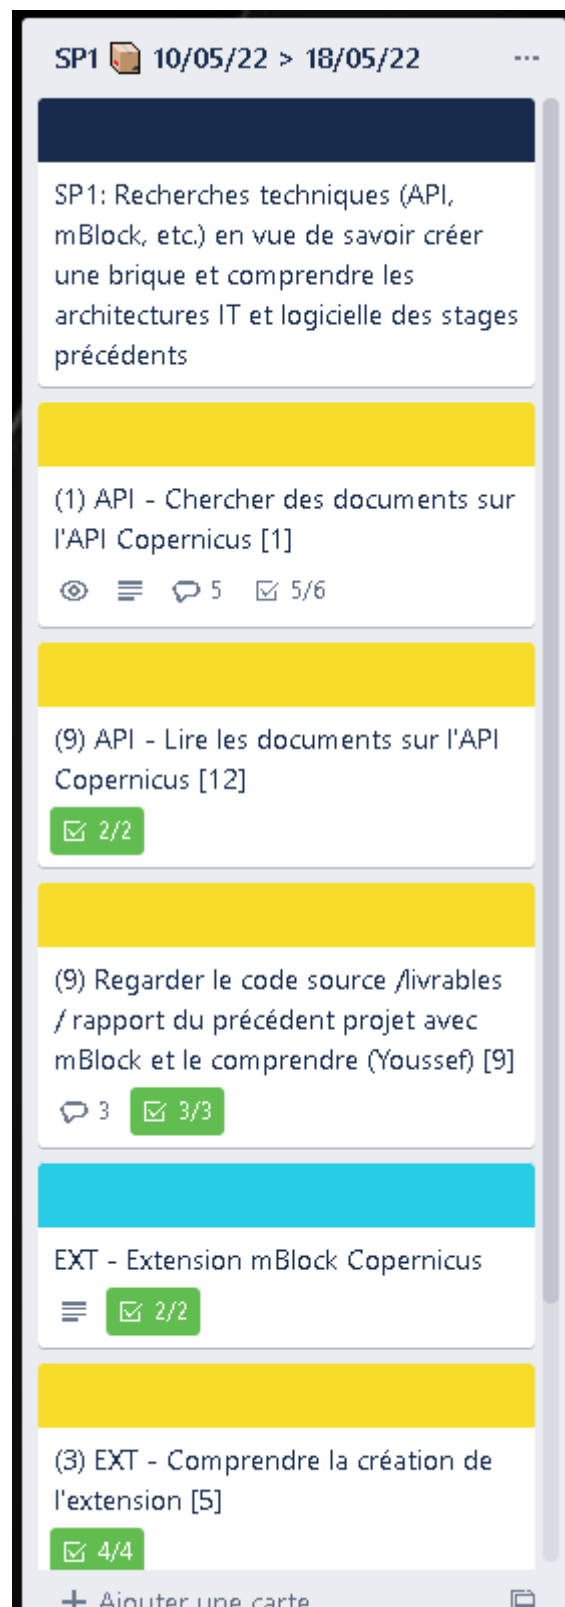 SP1 10/05/22 > 18/05/22
SP1: Recherches techniques (API,
mBlock, etc.) en vue de savoir créer
une brique et comprendre les
architectures IT et logicielle des stages
précédents
(1) API - Chercher des documents sur
l'API Copernicus [1]
5 5/6
(9) API - Lire les documents sur l'API
Copernicus [12]
2/2
(9) Regarder le code source /livrables
/ rapport du précédent projet avec
mBlock et le comprendre (Youssef) [9]
3 3/3
EXT - Extension mBlock Copernicus
2/2
(3) EXT - Comprendre la création de
l'extension [5]
4/4
+ Ajouter une carte